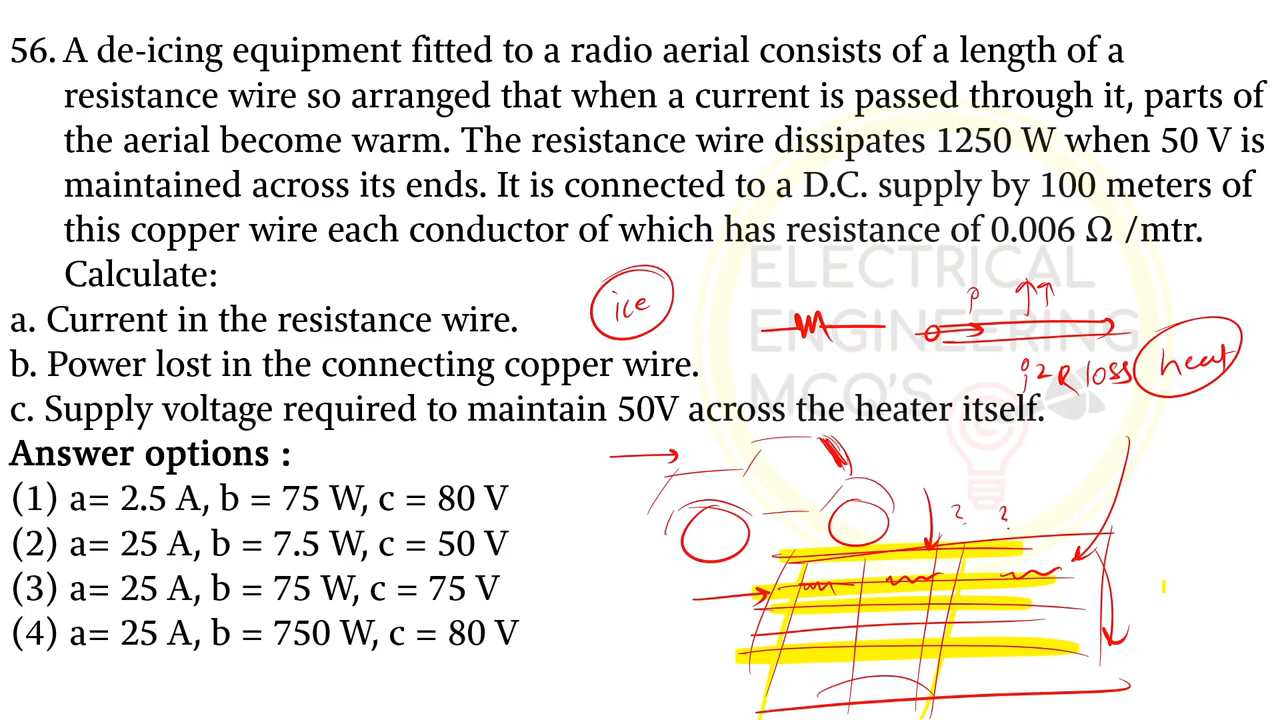 56. A de-icing equipment fitted to a radio aerial consists of a length of a
resistance wire so arranged that when a current is passed through it, parts of
the aerial become warm. The resistance wire dissipates 1250 W when 50 V is
maintained across its ends. It is connected to a D.C. supply by 100 meters of
this copper wire each conductor of which has resistance of 0.006 Ω /mtr.
Calculate:
a. Current in the resistance wire.
b. Power lost in the connecting copper wire.
c. Supply voltage required to maintain 50V across the heater itself.
Answer options :
(1) a= 2.5 A, b = 75 W, c = 80 V
(2) a= 25 A, b = 7.5 W, c = 50 V
(3) a= 25 A, b = 75 W, c = 75 V
(4) a= 25 A, b = 750 W, c = 80 V
ELECTRICAL
ENGINEERING
MCQ'S
ice
i²R loss
heat
? ?